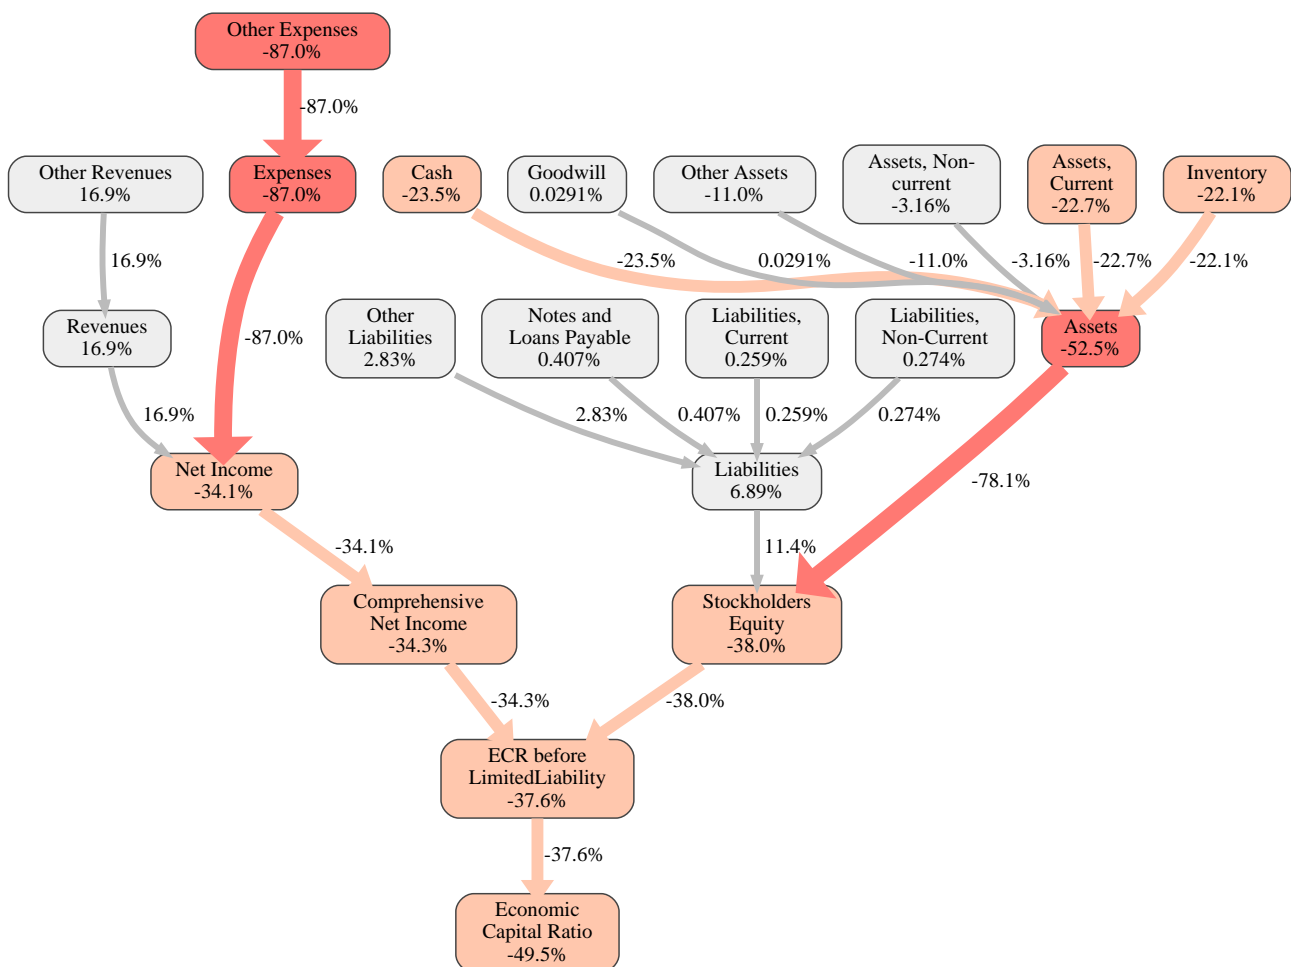 Other Expenses
-87.0%
-87.0%
Other Revenues
16.9%
Expenses
-87.0%
Cash
-23.5%
Goodwill
0.0291%
Other Assets
-11.0%
Assets, Non-
current
-3.16%
Assets,
Current
-22.7%
Inventory
-22.1%
16.9%
-23.5%
0.0291%
-11.0%
-3.16%
-22.7%
-22.1%
Revenues
16.9%
-87.0%
Other
Liabilities
2.83%
Notes and
Loans Payable
0.407%
Liabilities,
Current
0.259%
Liabilities,
Non-Current
0.274%
Assets
-52.5%
16.9%
2.83%
0.407%
0.259%
0.274%
Net Income
-34.1%
Liabilities
6.89%
-78.1%
-34.1%
11.4%
Comprehensive
Net Income
-34.3%
Stockholders
Equity
-38.0%
-34.3%
-38.0%
ECR before
LimitedLiability
-37.6%
-37.6%
Economic
Capital Ratio
-49.5%